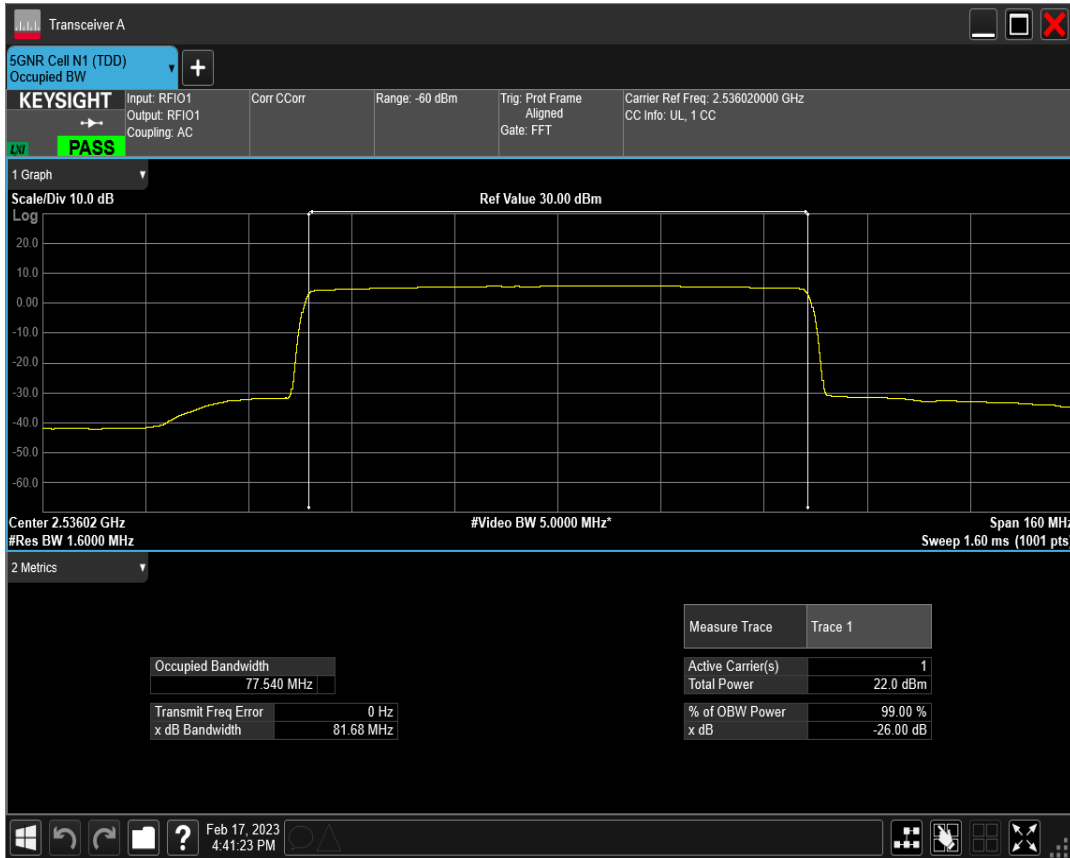 Transceiver A
5GNR Cell N1 (TDD)
Occupied BW
+
KEYSIGHT Input: RFIO1 Corr CCorr Range: -60 dBm Trig: Prot Frame Carrier Ref Freq: 2.536020000 GHz
Output: RFIO1 Aligned CC Info: UL, 1 CC
Coupling: AC Gate: FFT
LXI PASS
1 Graph
Scale/Div 10.0 dB Ref Value 30.00 dBm
Log
20.0
10.0
0.00
-10.0
-20.0
-30.0
-40.0
-50.0
-60.0
Center 2.53602 GHz #Video BW 5.0000 MHz* Span 160 MHz
#Res BW 1.6000 MHz Sweep 1.60 ms (1001 pts)
2 Metrics
Measure Trace Trace 1
Occupied Bandwidth Active Carrier(s) 1
77.540 MHz Total Power 22.0 dBm
Transmit Freq Error 0 Hz % of OBW Power 99.00 %
x dB Bandwidth 81.68 MHz x dB -26.00 dB
? Feb 17, 2023
4:41:23 PM